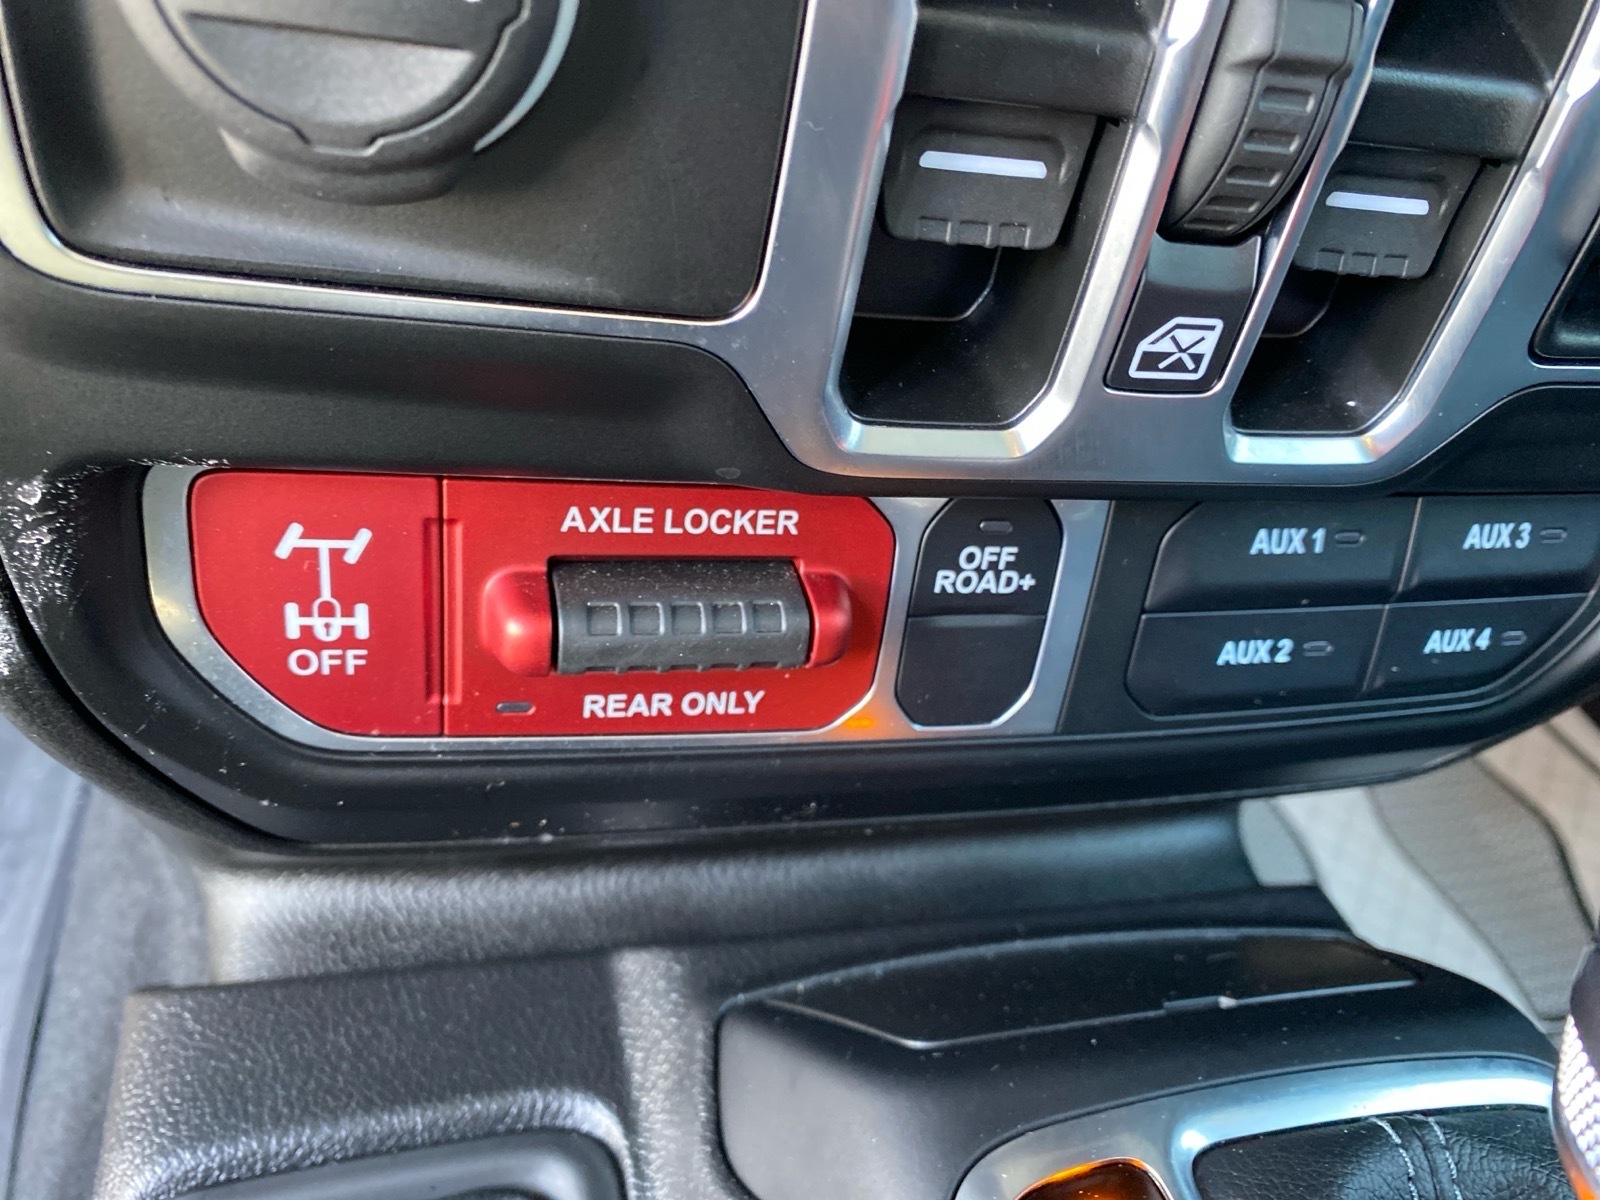 AXLE LOCKER
OFF
REAR ONLY
OFF
ROAD+
AUX 1
AUX 3
AUX 2
AUX 4